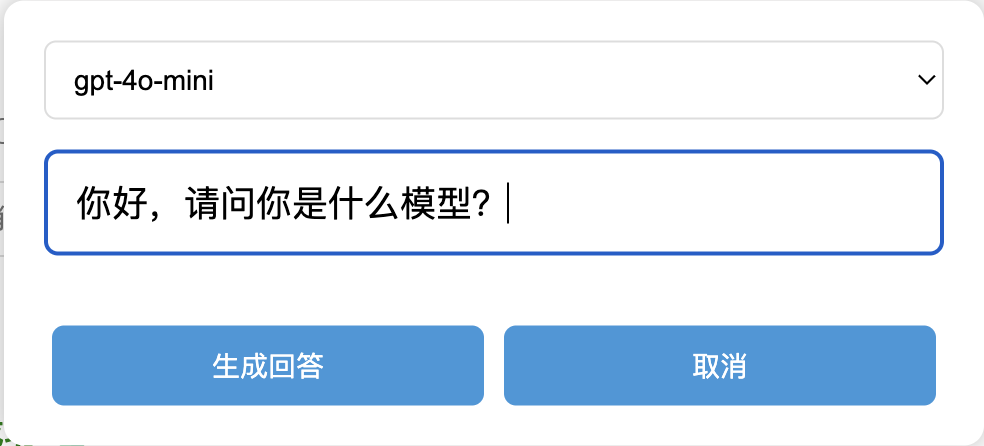 gpt-4o-mini
你好，请问你是什么模型？
生成回答
取消